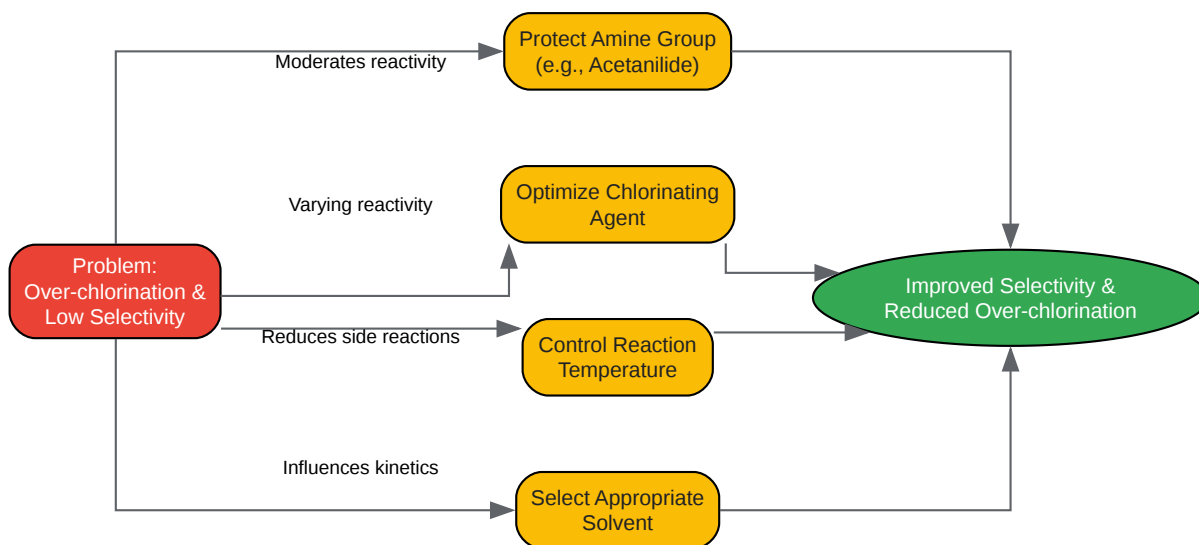 Protect Amine Group
(e.g., Acetanilide)
Moderates reactivity
Optimize Chlorinating
Agent
Varying reactivity
Problem:
Over-chlorination &
Low Selectivity
Improved Selectivity &
Reduced Over-chlorination
Reduces side reactions
Control Reaction
Temperature
Influences kinetics
Select Appropriate
Solvent